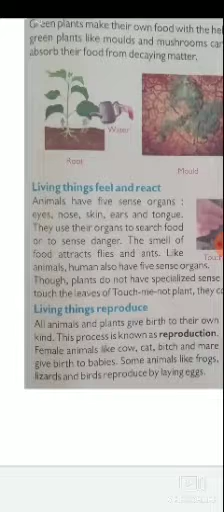 Green plants make their own food with the
green plants like moulds and mushrooms
absorb their food from decaying matter.
Water
Root
Mould
Living things feel and react
Animals have five sense organs :
eyes, nose, skin, ears and tongue.
They use their organs to search food
or to sense danger. The smell of
food attracts flies and ants. Like
animals, human also have five sense organs.
Though, plants do not have specialized sense
touch the leaves of Touch-me-not plant, they
Living things reproduce
All animals and plants give birth to their own
kind. This process is known as reproduction.
Female animals like cow, cat, bitch and mare
give birth to babies. Some animals like frogs,
lizards and birds reproduce by laying eggs.